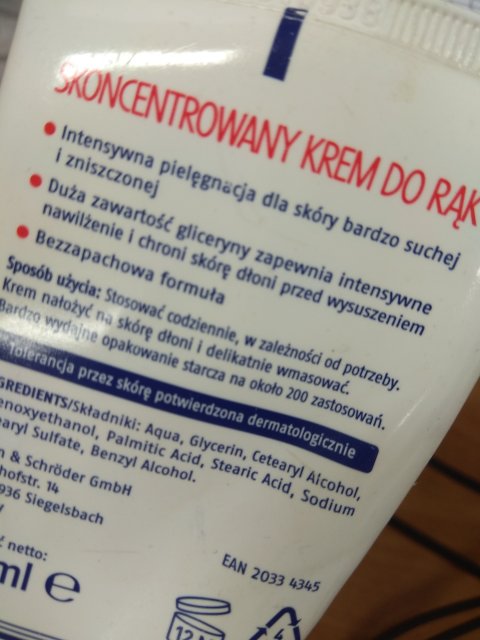 SKONCENTROWANY KREM DO RĄK
Intensywna pielęgnacja dla skóry bardzo suchej
i zniszczonej
Duża zawartość gliceryny zapewnia intensywne
nawilżenie i chroni skórę dłoni przed wysuszeniem
Bezzapachowa formuła
Sposób użycia: Stosować codziennie, w zależności od potrzeby.
Krem nałożyć na skórę dłoni i delikatnie wmasować.
Bardzo wydajne opakowanie starcza na około 200 zastosowań.
Tolerancja przez skórę potwierdzona dermatologicznie
GREDIENTS/Składniki: Aqua, Glycerin, Cetearyl Alcohol,
enoxyethanol, Palmitic Acid, Stearic Acid, Sodium
aryl Sulfate, Benzyl Alcohol.
n & Schröder GmbH
hofstr. 14
936 Siegelsbach
netto:
ml e
EAN 2033 4345
12
4